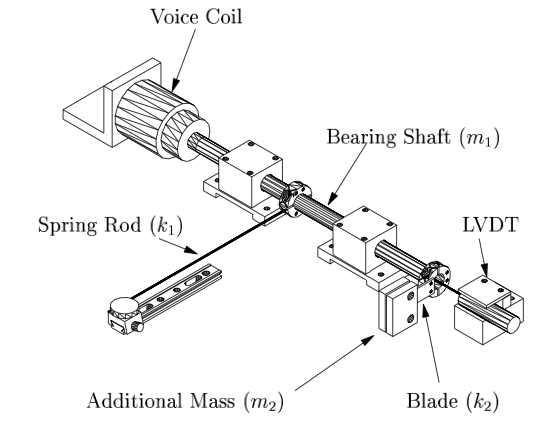 Voice Coil
Bearing Shaft (m₁)
Spring Rod (k₁)
LVDT
Additional Mass (m₂)
Blade (k₂)